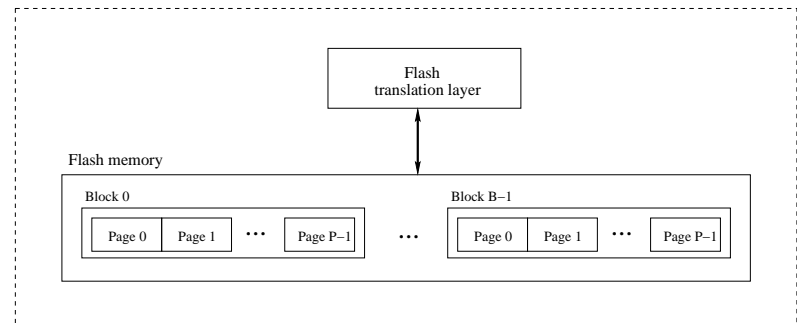 Flash
translation layer
Flash memory
Block 0
Block B−1
Page 0 Page 1 ••• Page P−1 ••• Page 0 Page 1 ••• Page P−1